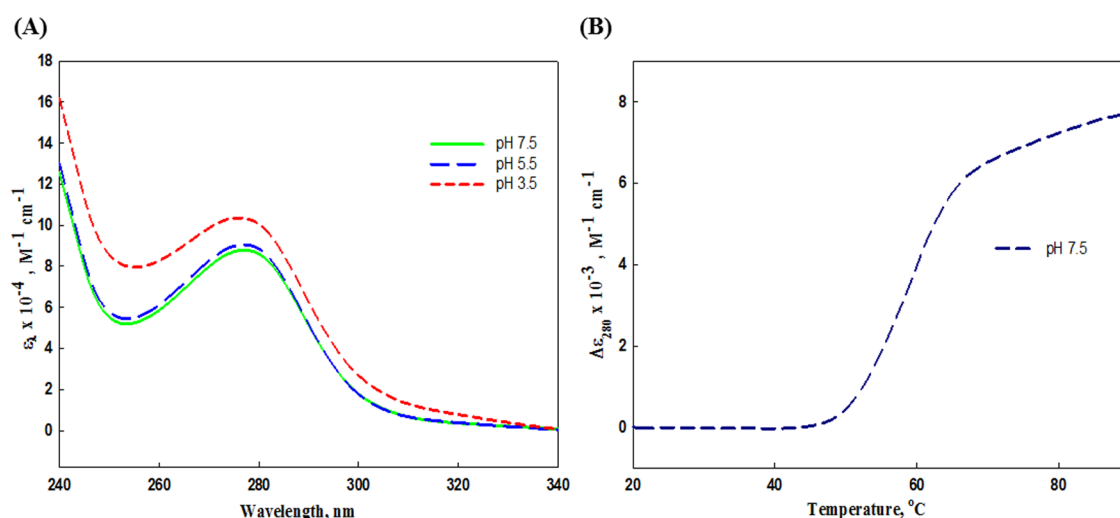 (A)
18
16
14
12
10
8
6
4
2
0
240
260
280
300
320
340
ελ x 10⁻⁴ , M⁻¹ cm⁻¹
Wavelength, nm
pH 7.5
pH 5.5
pH 3.5
(B)
8
6
4
2
0
20
40
60
80
Δε₂₈₀ x 10⁻³ , M⁻¹ cm⁻¹
Temperature, ⁰C
pH 7.5